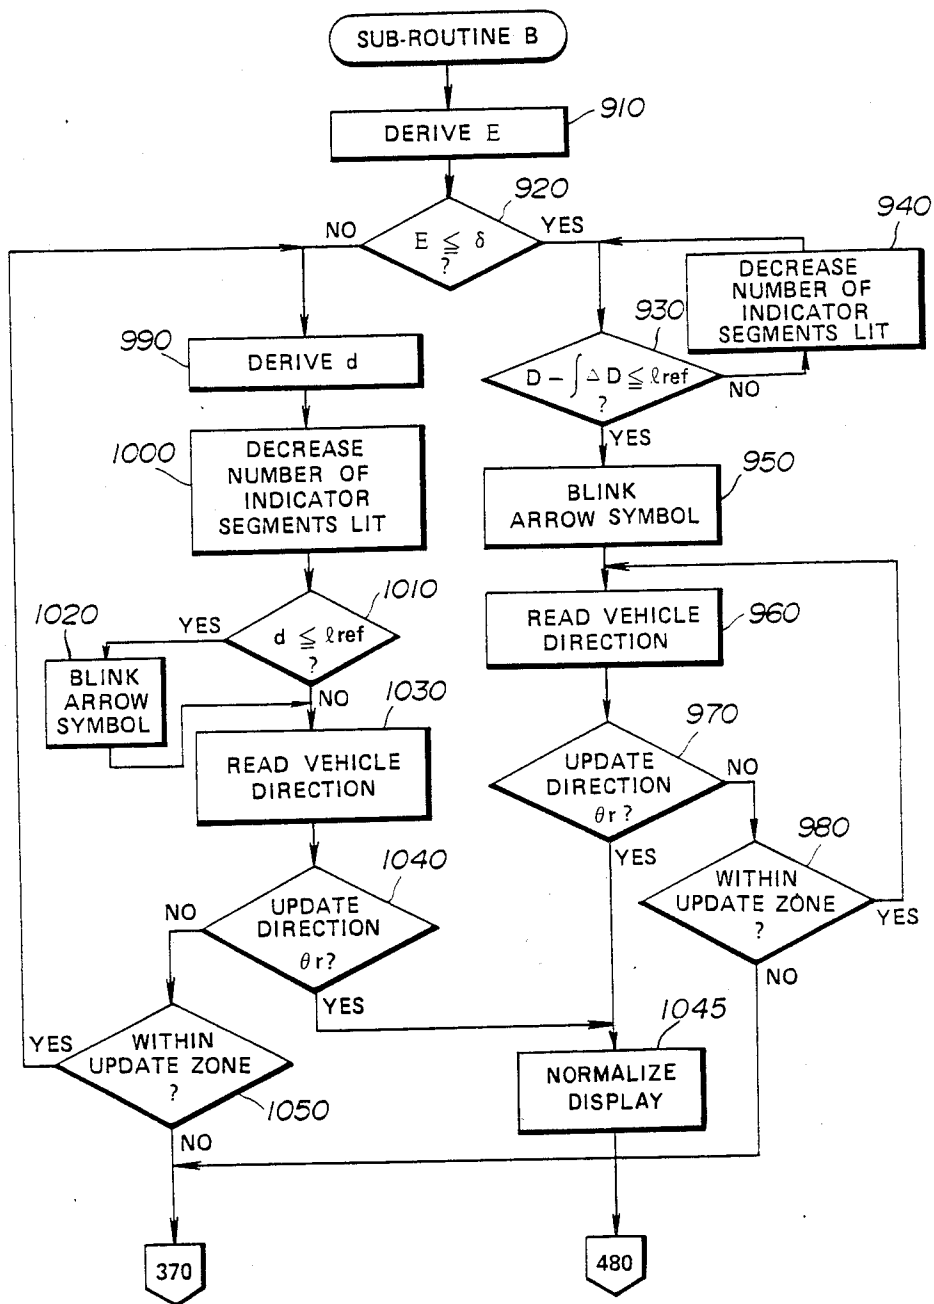 SUB-ROUTINE B
910
DERIVE E
920
NO
YES
E ≦ δ
?
940
DECREASE
NUMBER OF
INDICATOR
SEGMENTS LIT
930
D − ∫ΔD ≦ ℓref
?
NO
YES
990
DERIVE d
1000
DECREASE
NUMBER OF
INDICATOR
SEGMENTS LIT
950
BLINK
ARROW SYMBOL
1010
YES
d ≦ ℓref
?
NO
1020
BLINK
ARROW
SYMBOL
960
READ VEHICLE
DIRECTION
1030
READ VEHICLE
DIRECTION
970
UPDATE
DIRECTION
θr?
NO
YES
980
WITHIN
UPDATE ZONE
?
YES
NO
1040
NO
UPDATE
DIRECTION
θr?
YES
1045
NORMALIZE
DISPLAY
YES
WITHIN
UPDATE ZONE
?
1050
NO
370
480